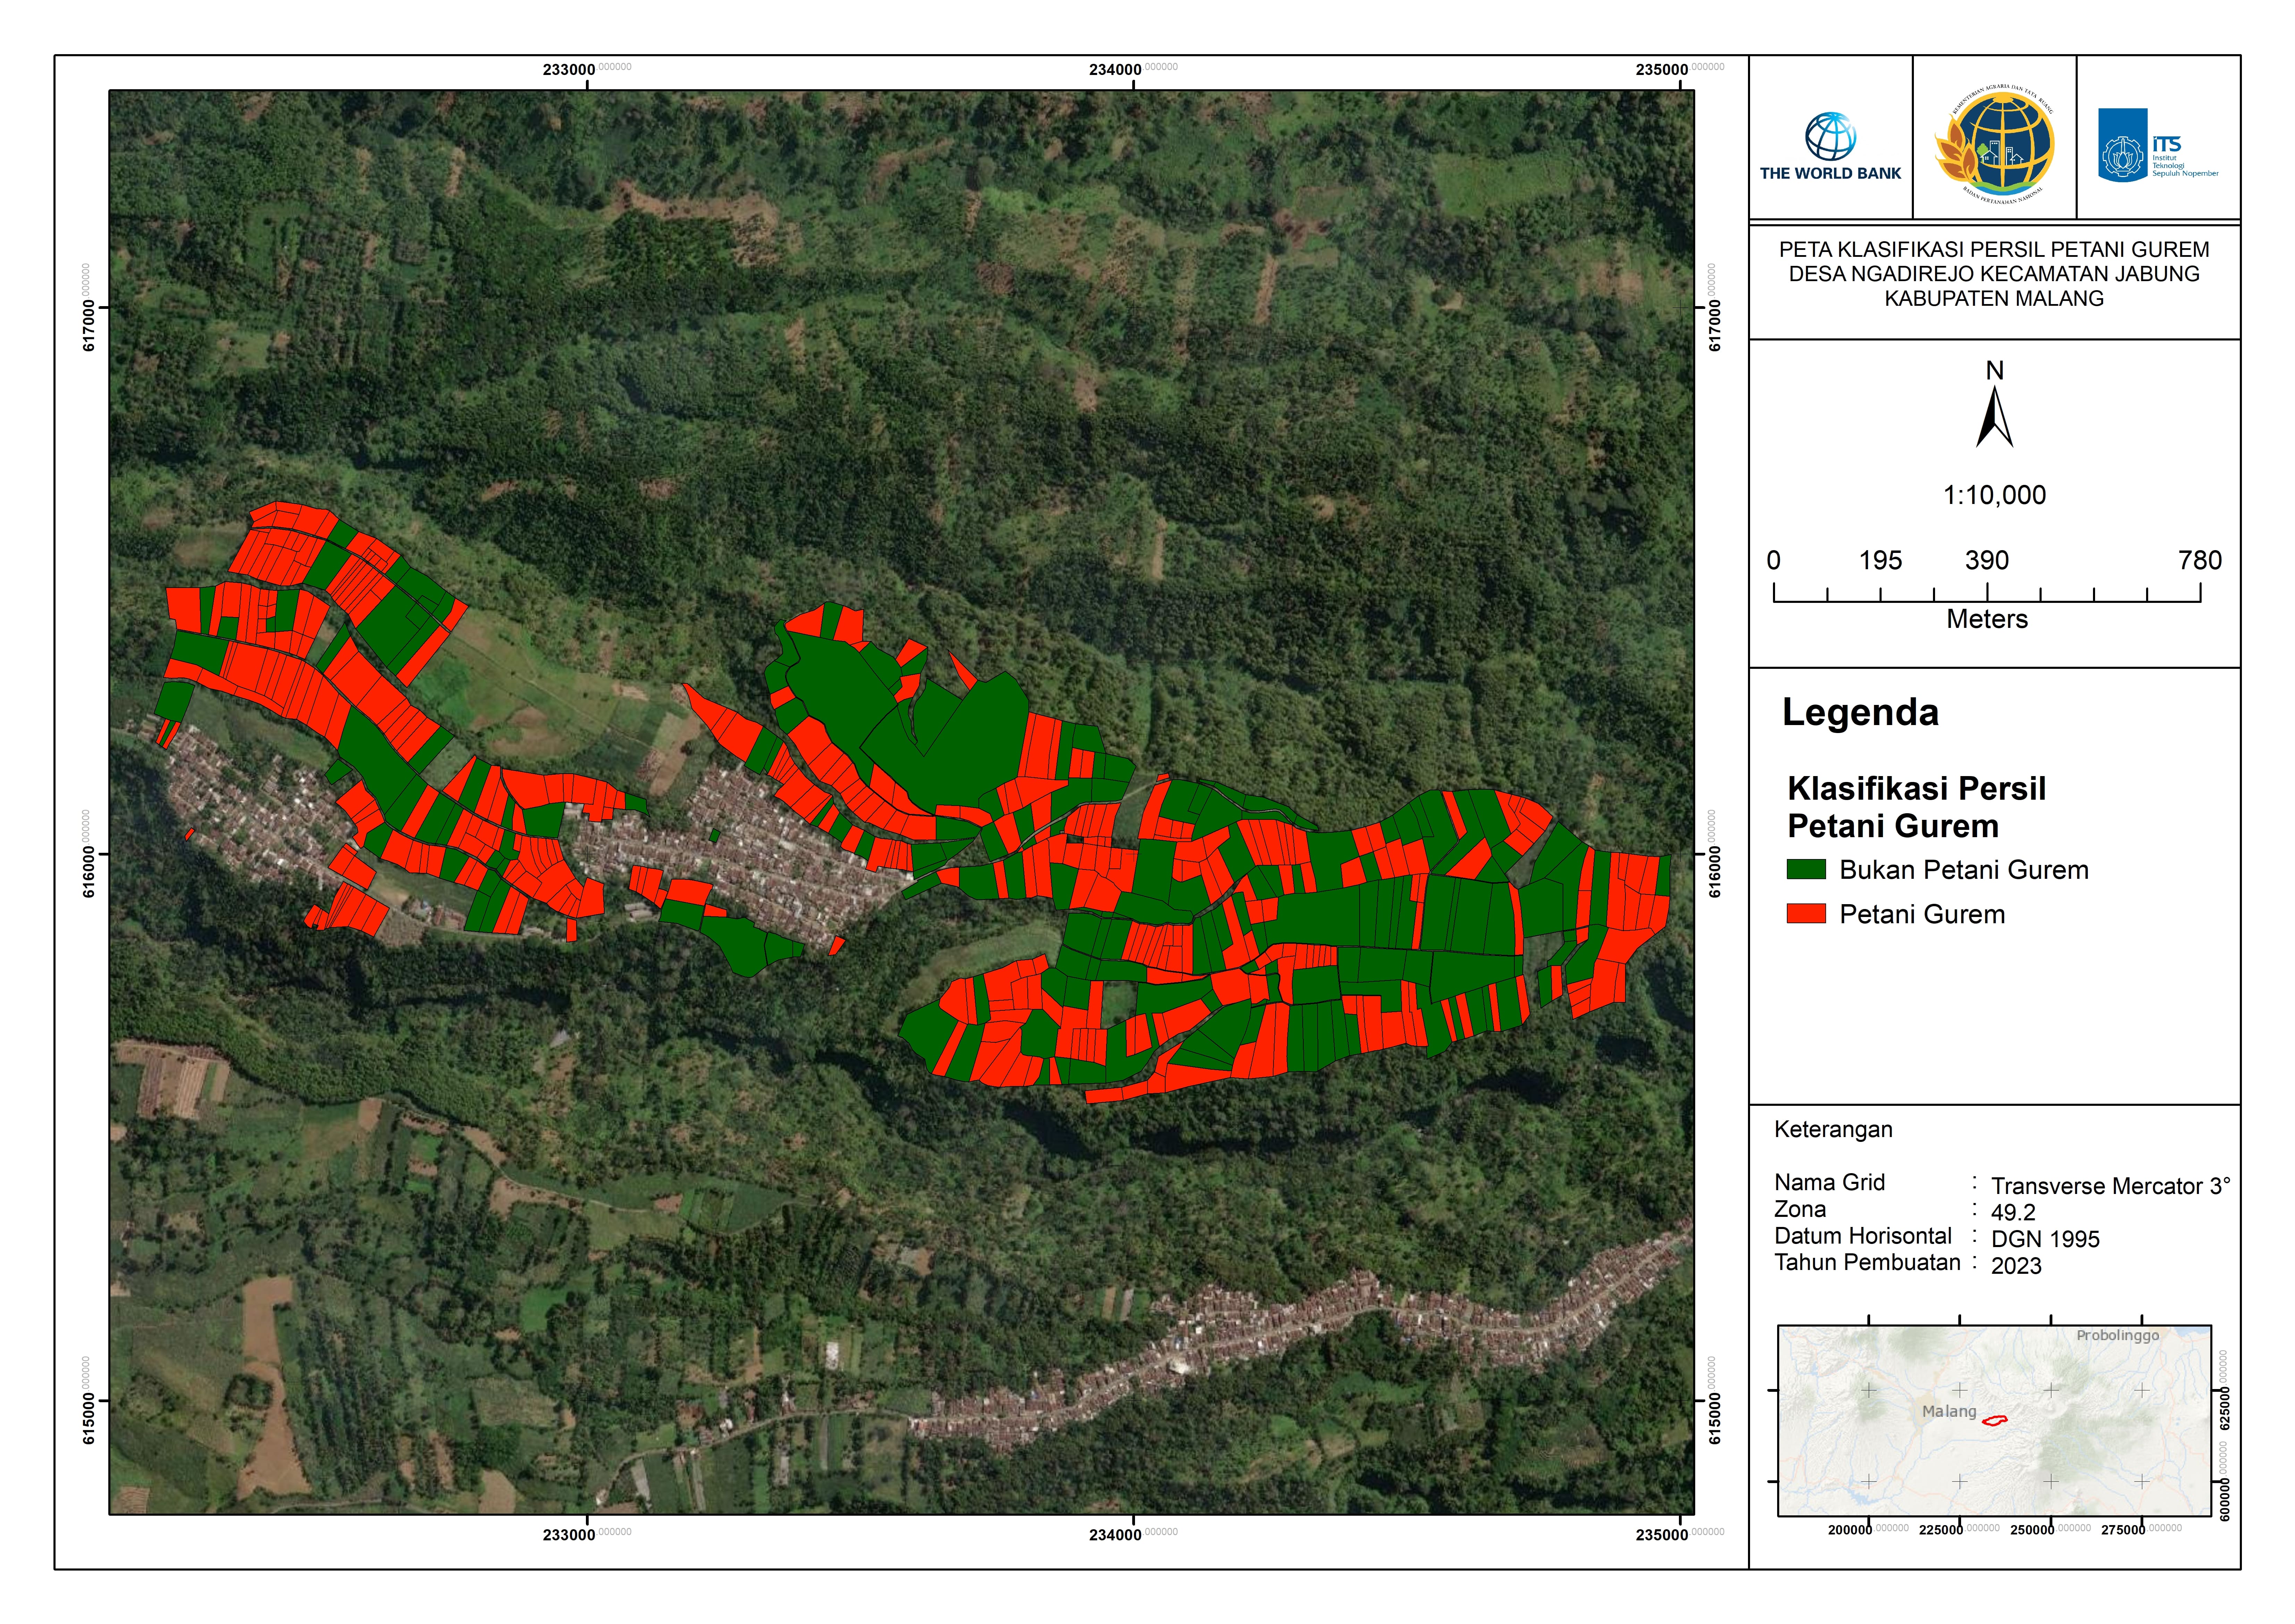 233000.000000
234000.000000
235000.000000
617000.000000
617000.000000
616000.000000
616000.000000
615000.000000
615000.000000
233000.000000
234000.000000
235000.000000
THE WORLD BANK
KEMENTERIAN AGRARIA DAN TATA RUANG
BADAN PERTANAHAN NASIONAL
iTS
Institut
Teknologi
Sepuluh Nopember
PETA KLASIFIKASI PERSIL PETANI GUREM
DESA NGADIREJO KECAMATAN JABUNG
KABUPATEN MALANG
N
1:10,000
0 195 390 780
Meters
Legenda
Klasifikasi Persil
Petani Gurem
Bukan Petani Gurem
Petani Gurem
Keterangan
Nama Grid : Transverse Mercator 3°
Zona : 49.2
Datum Horisontal : DGN 1995
Tahun Pembuatan : 2023
Probolinggo
Malang
625000.000000
600000.000000
200000.000000 225000.000000 250000.000000 275000.000000